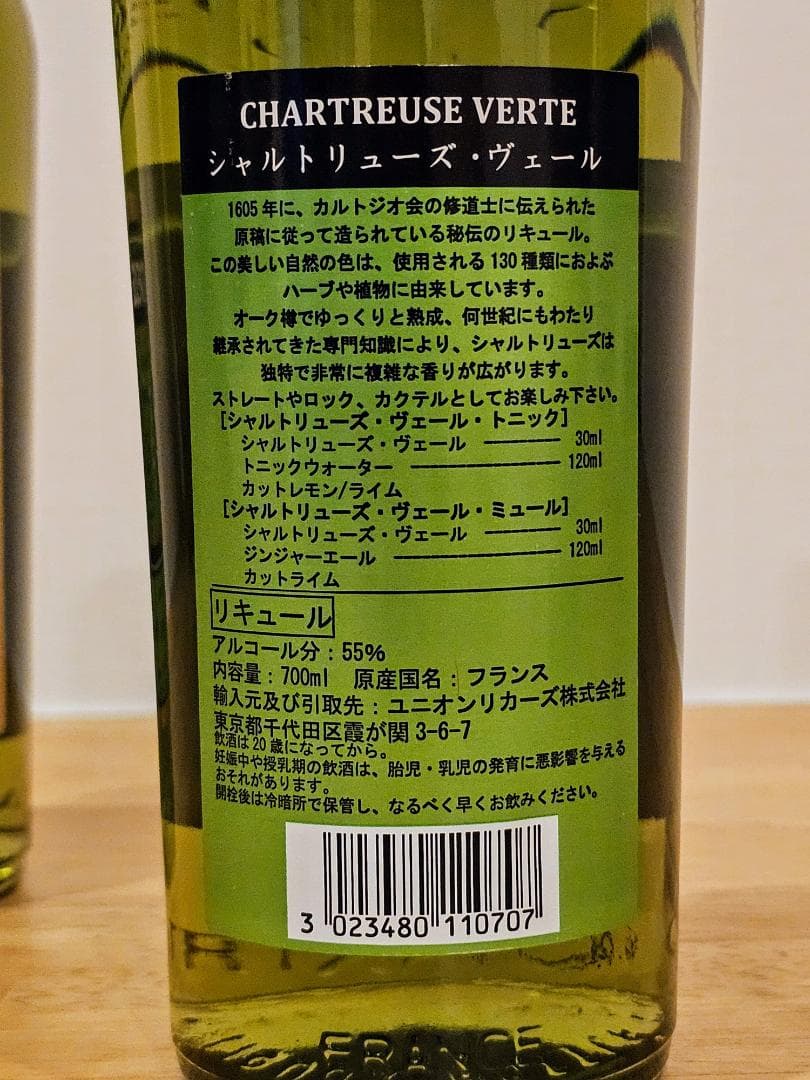 CHARTREUSE VERTE
シャルトリューズ・ヴェール
1605年に、カルトジオ会の修道士に伝えられた
原稿に従って造られている秘伝のリキュール。
この美しい自然の色は、使用される130種類におよぶ
ハーブや植物に由来しています。
オーク樽でゆっくりと熟成、何世紀にもわたり
継承されてきた専門知識により、シャルトリューズは
独特で非常に複雑な香りが広がります。
ストレートやロック、カクテルとしてお楽しみ下さい。
[シャルトリューズ・ヴェール・トニック]
シャルトリューズ・ヴェール ――― 30ml
トニックウォーター ――― 120ml
カットレモン/ライム
[シャルトリューズ・ヴェール・ミュール]
シャルトリューズ・ヴェール ――― 30ml
ジンジャーエール ――― 120ml
カットライム
リキュール
アルコール分：55%
内容量：700ml 原産国名：フランス
輸入元及び引取先：ユニオンリカーズ株式会社
東京都千代田区霞が関3-6-7
飲酒は20歳になってから。
妊娠中や授乳期の飲酒は、胎児・乳児の発育に悪影響を与える
おそれがあります。
開栓後は冷暗所で保管し、なるべく早くお飲みください。
3 023480 110707
FRANCE